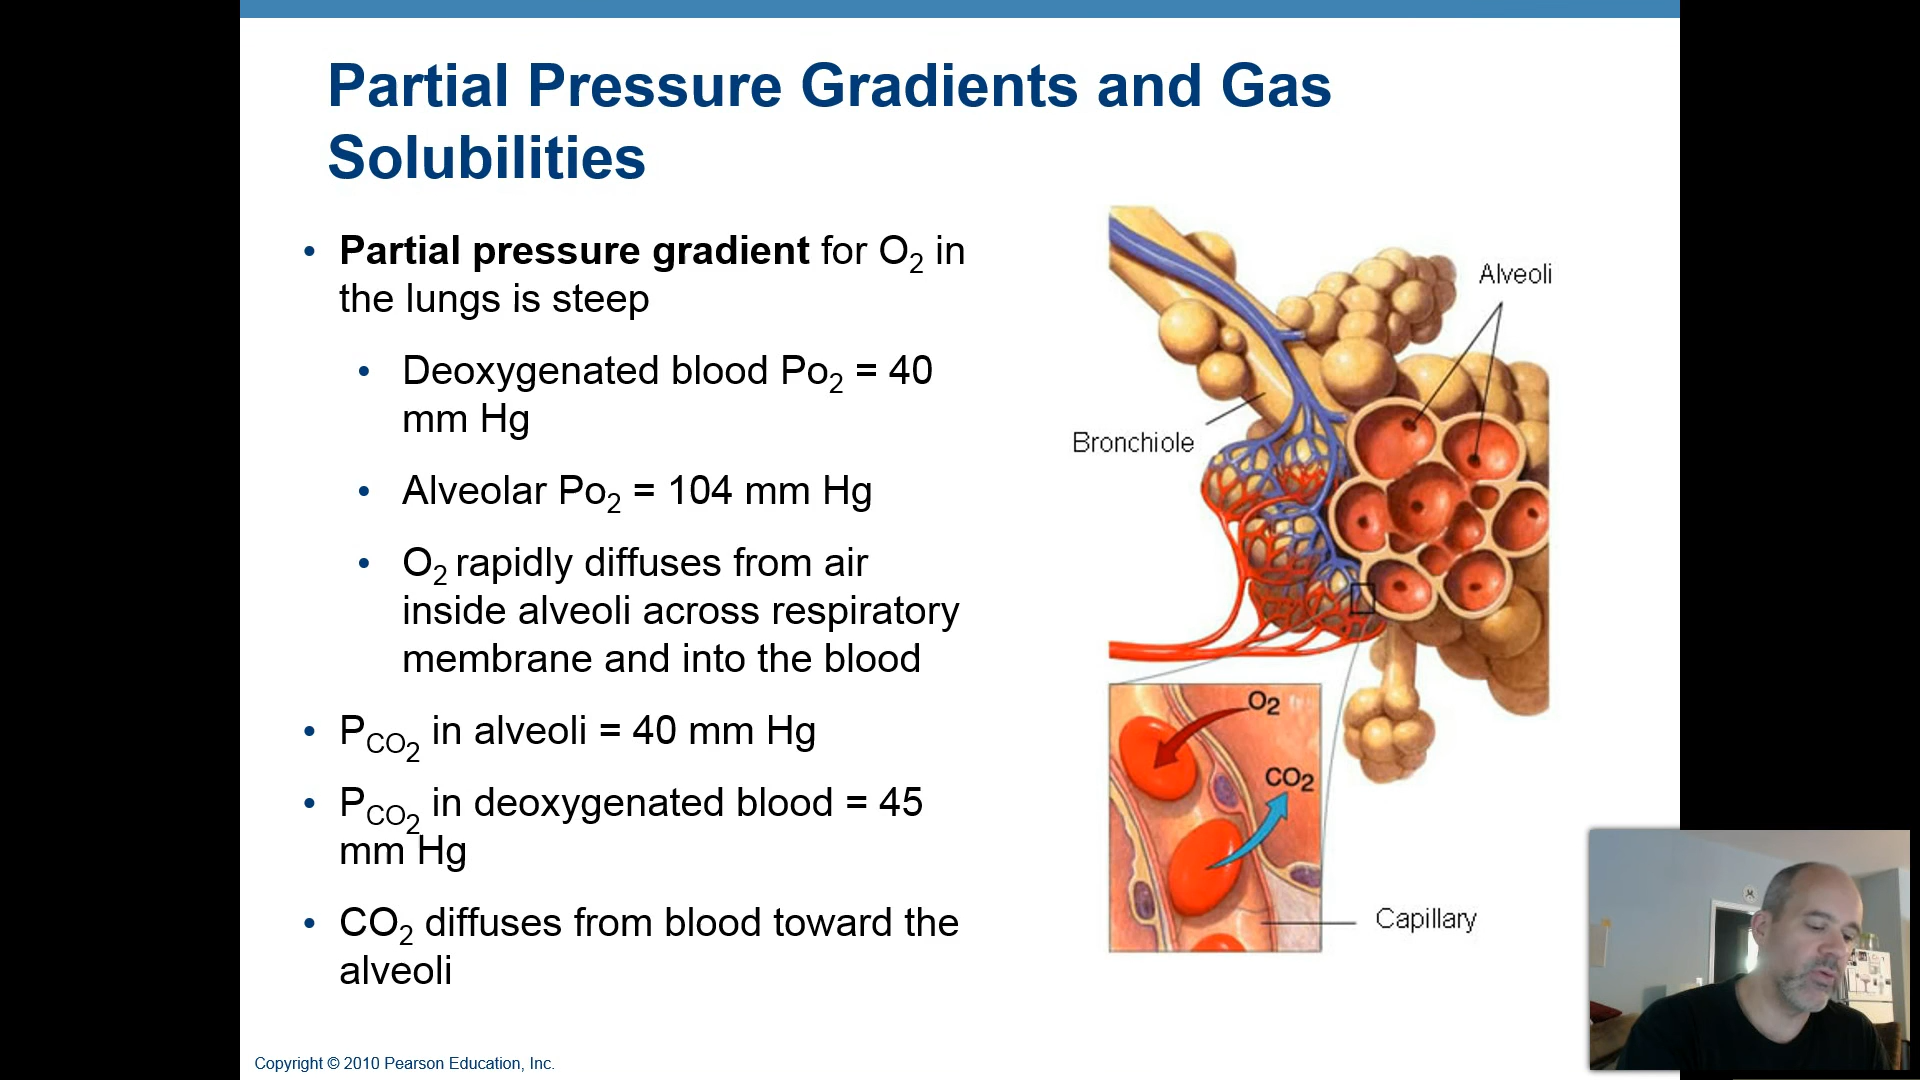 Partial Pressure Gradients and Gas
Solubilities
• Partial pressure gradient for O2 in
the lungs is steep
• Deoxygenated blood Po2 = 40
mm Hg
• Alveolar Po2 = 104 mm Hg
• O2 rapidly diffuses from air
inside alveoli across respiratory
membrane and into the blood
• PCO2 in alveoli = 40 mm Hg
• PCO2 in deoxygenated blood = 45
mm Hg
• CO2 diffuses from blood toward the
alveoli
Alveoli
Bronchiole
O2
CO2
Capillary
Copyright © 2010 Pearson Education, Inc.